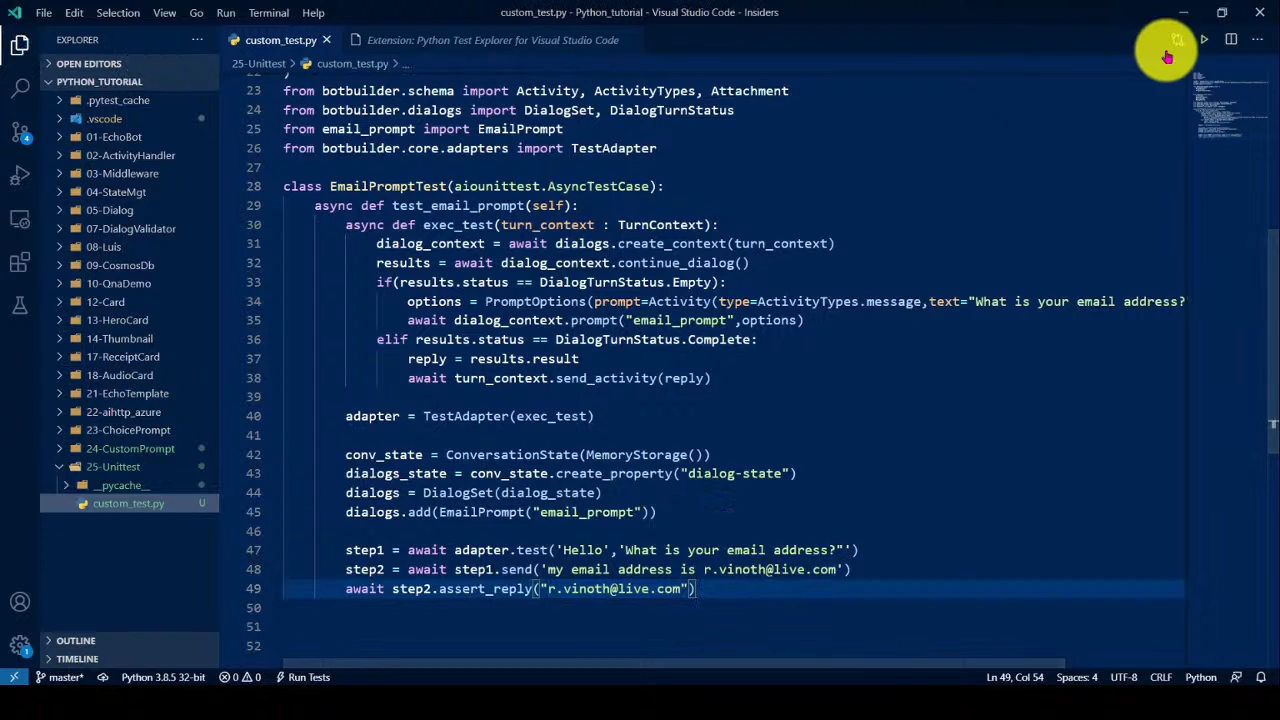 File Edit Selection View Go Run Terminal Help
custom_test.py - Python_tutorial - Visual Studio Code - Insiders
EXPLORER
custom_test.py
Extension: Python Test Explorer for Visual Studio Code
OPEN EDITORS
25-Unittest > custom_test.py > ...
PYTHON_TUTORIAL
.pytest_cache
.vscode
01-EchoBot
02-ActivityHandler
03-Middleware
04-StateMgmt
05-Dialog
07-DialogValidator
08-Luis
09-CosmosDb
10-QnaDemo
12-Card
13-HeroCard
14-Thumbnail
17-ReceiptCard
18-AudioCard
21-EchoTemplate
22-aihttp_azure
23-ChoicePrompt
24-CustomPrompt
25-Unittest
__pycache__
custom_test.py U
OUTLINE
TIMELINE
4
22 )
23 from botbuilder.schema import Activity, ActivityTypes, Attachment
24 from botbuilder.dialogs import DialogSet, DialogTurnStatus
25 from email_prompt import EmailPrompt
26 from botbuilder.core.adapters import TestAdapter
27
28 class EmailPromptTest(aiounittest.AsyncTestCase):
29 async def test_email_prompt(self):
30 async def exec_test(turn_context : TurnContext):
31 dialog_context = await dialogs.create_context(turn_context)
32 results = await dialog_context.continue_dialog()
33 if(results.status == DialogTurnStatus.Empty):
34 options = PromptOptions(prompt=Activity(type=ActivityTypes.message,text="What is your email address?
35 await dialog_context.prompt("email_prompt",options)
36 elif results.status == DialogTurnStatus.Complete:
37 reply = results.result
38 await turn_context.send_activity(reply)
39
40 adapter = TestAdapter(exec_test)
41
42 conv_state = ConversationState(MemoryStorage())
43 dialogs_state = conv_state.create_property("dialog-state")
44 dialogs = DialogSet(dialog_state)
45 dialogs.add(EmailPrompt("email_prompt"))
46
47 step1 = await adapter.test('Hello','What is your email address?"')
48 step2 = await step1.send('my email address is r.vinoth@live.com')
49 await step2.assert_reply("r.vinoth@live.com")
50
51
52
1
master* Python 3.8.5 32-bit 0 0 Run Tests Ln 49, Col 54 Spaces: 4 UTF-8 CRLF Python